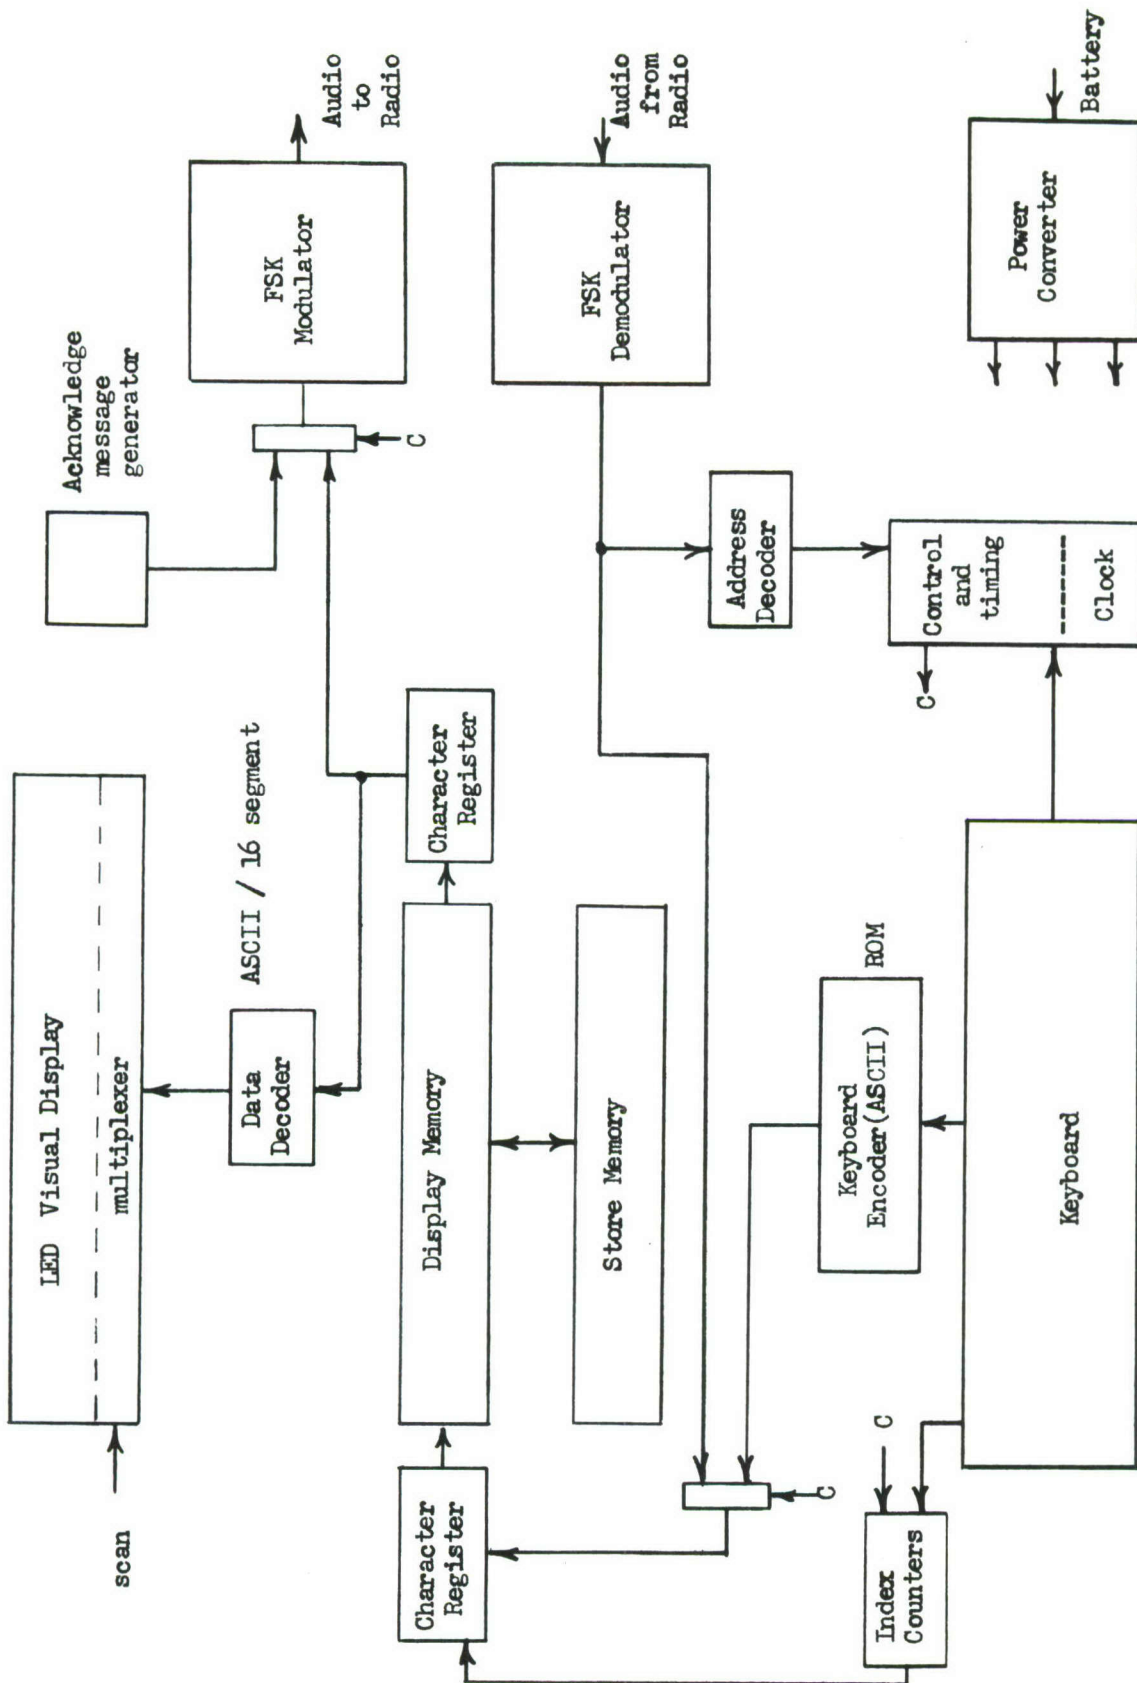 scan
LED Visual Display
multiplexer
Data
Decoder
ASCII / 16 segment
Acknowledge
message
generator
FSK
Modulator
Audio
to
Radio
C
Character
Register
Display Memory
Character
Register
Store Memory
FSK
Demodulator
Audio
from
Radio
C
Keyboard
Encoder(ASCII)
ROM
Address
Decoder
Index
Counters
C
Keyboard
C
Control
and
timing
Clock
Power
Converter
Battery